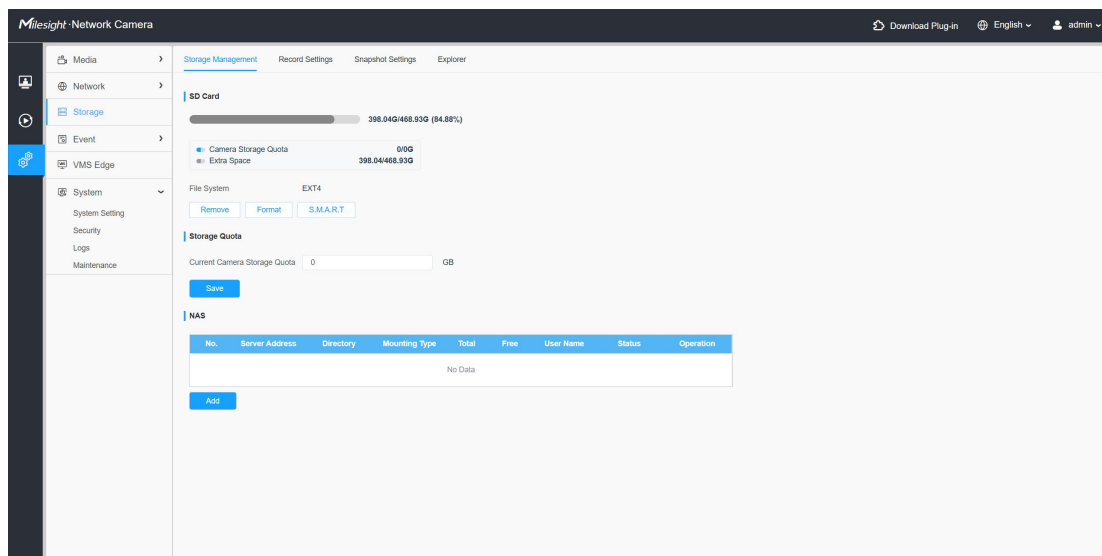 Milesight · Network Camera
Download Plug-in English admin
Media
Network
Storage
Event
VMS Edge
System
System Setting
Security
Logs
Maintenance
Storage Management Record Settings Snapshot Settings Explorer
SD Card
398.04G/468.93G (84.88%)
Camera Storage Quota 0/0G
Extra Space 398.04/468.93G
File System EXT4
Remove Format S.M.A.R.T
Storage Quota
Current Camera Storage Quota 0 GB
Save
NAS
No. Server Address Directory Mounting Type Total Free User Name Status Operation
No Data
Add